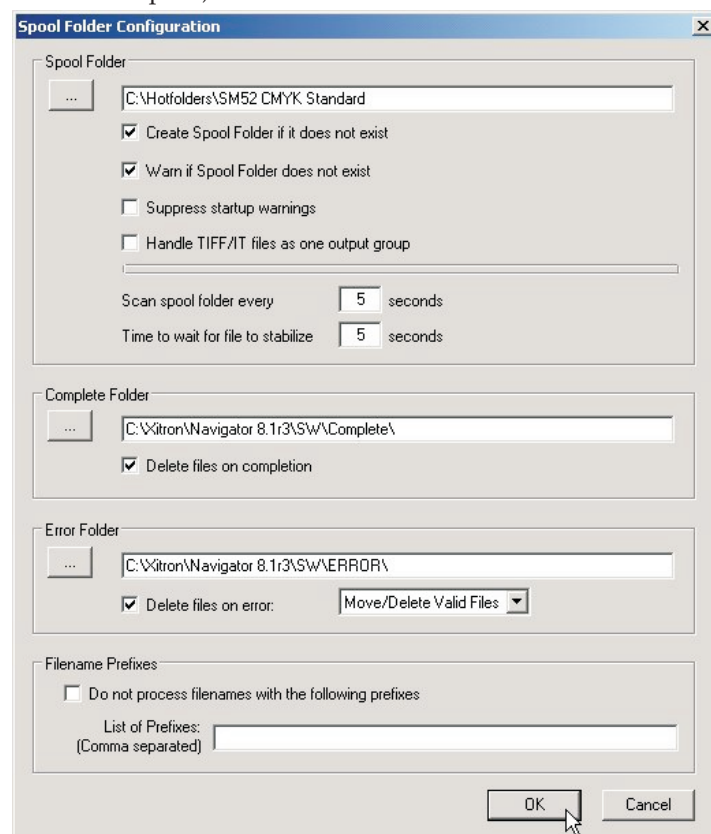 Spool Folder Configuration
Spool Folder
...
C:\Hotfolders\SM52 CMYK Standard
Create Spool Folder if it does not exist
Warn if Spool Folder does not exist
Suppress startup warnings
Handle TIFF/IT files as one output group
Scan spool folder every 5 seconds
Time to wait for file to stabilize 5 seconds
Complete Folder
...
C:\Xitron\Navigator 8.1r3\SW\Complete\
Delete files on completion
Error Folder
...
C:\Xitron\Navigator 8.1r3\SW\ERROR\
Delete files on error: Move/Delete Valid Files
Filename Prefixes
Do not process filenames with the following prefixes
List of Prefixes:
(Comma separated)
OK Cancel